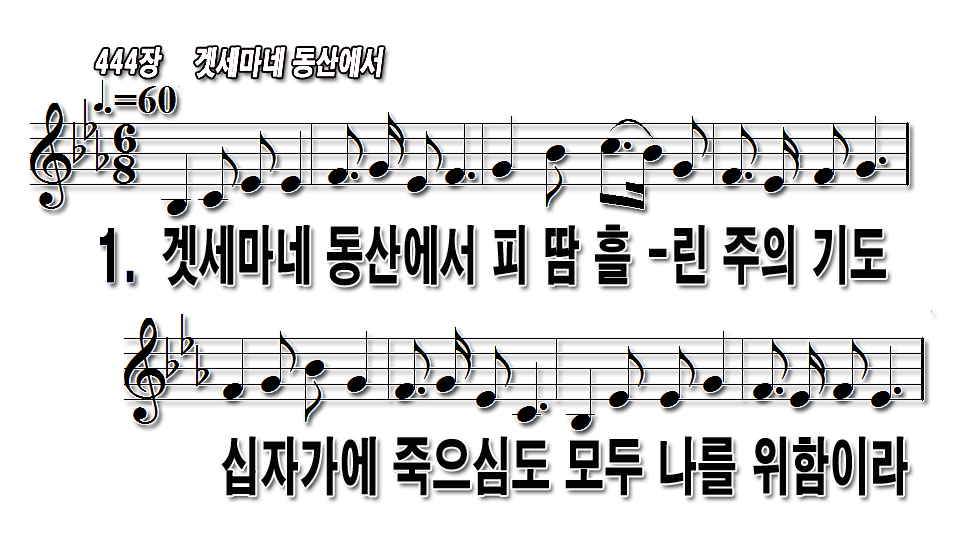 444장 겟세마네 동산에서
♩.=60
6
8
1. 겟세마네 동산에서 피 땀 흘 -린 주의 기도
십자가에 죽으심도 모두 나를 위함이라